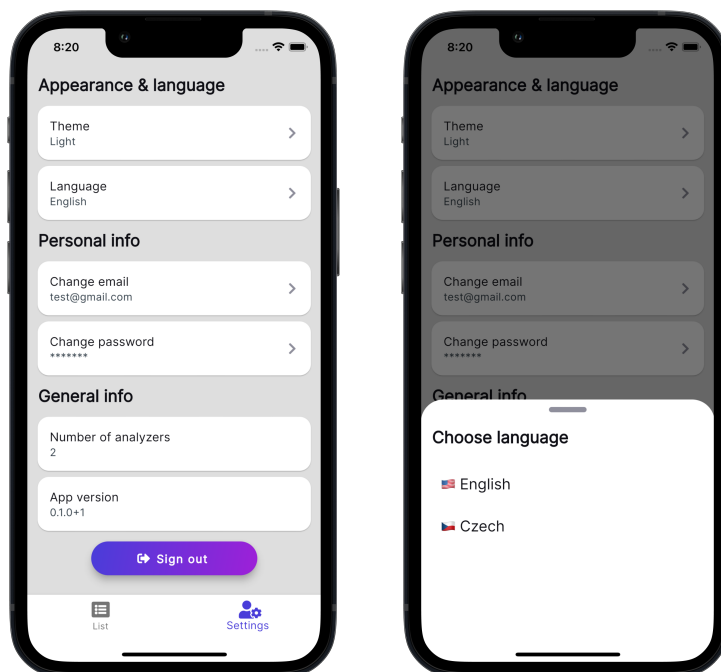 8:20
Appearance & language
Theme
Light
Language
English
Personal info
Change email
test@gmail.com
Change password
*******
General info
Number of analyzers
2
App version
0.1.0+1
Sign out
List
Settings
8:20
Appearance & language
Theme
Light
Language
English
Personal info
Change email
test@gmail.com
Change password
*******
General info
Choose language
English
Czech